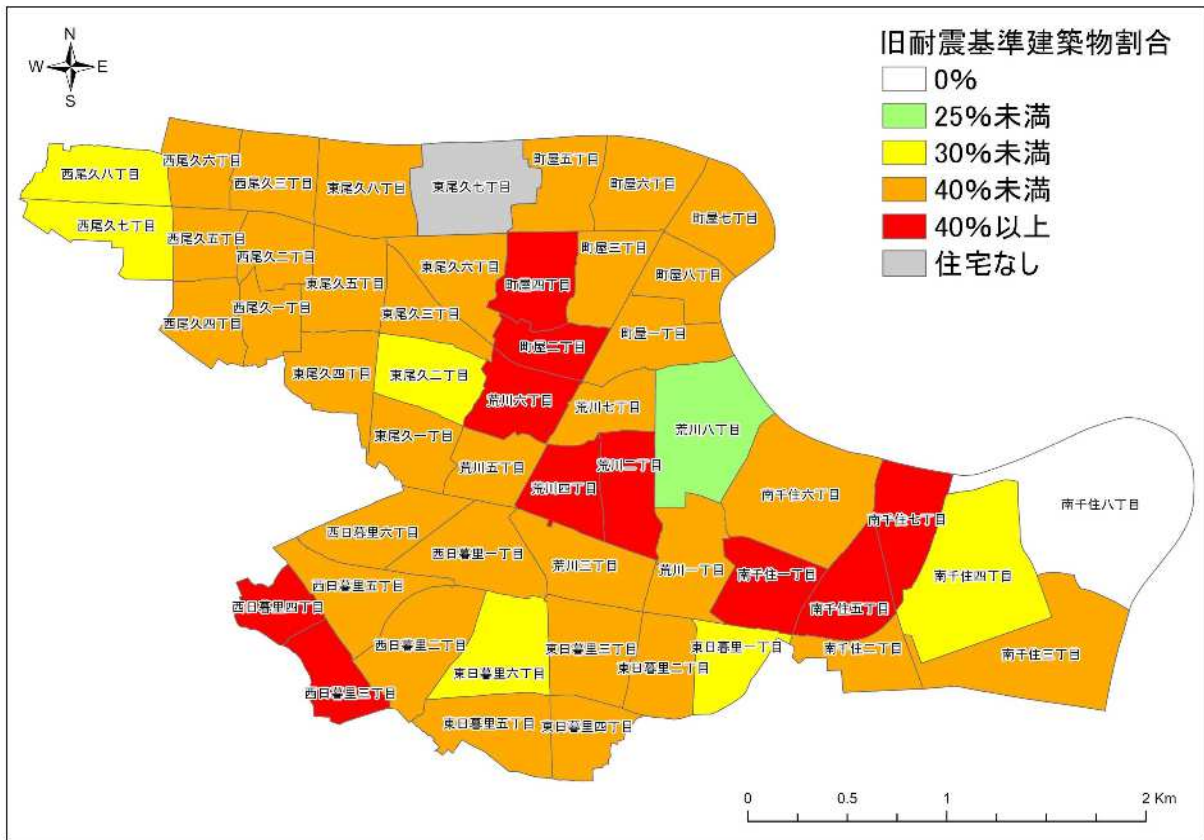 N
W
E
S
旧耐震基準建築物割合
0%
25%未満
30%未満
40%未満
40%以上
住宅なし
西尾久八丁目
西尾久六丁目
西尾久三丁目
東尾久八丁目
東尾久七丁目
町屋五丁目
町屋六丁目
町屋七丁目
西尾久七丁目
西尾久五丁目
西尾久二丁目
東尾久五丁目
東尾久六丁目
町屋四丁目
町屋三丁目
町屋八丁目
西尾久四丁目
西尾久一丁目
東尾久三丁目
町屋二丁目
町屋一丁目
東尾久四丁目
東尾久二丁目
荒川六丁目
荒川七丁目
荒川八丁目
東尾久一丁目
荒川五丁目
荒川四丁目
荒川二丁目
南千住六丁目
南千住七丁目
南千住八丁目
西日暮里六丁目
西日暮里一丁目
荒川三丁目
荒川一丁目
南千住一丁目
南千住五丁目
南千住四丁目
西日暮里五丁目
西日暮里四丁目
西日暮里二丁目
東日暮里六丁目
東日暮里三丁目
東日暮里二丁目
東日暮里一丁目
南千住二丁目
南千住三丁目
西日暮里三丁目
東日暮里五丁目
東日暮里四丁目
0 0.5 1 2 Km